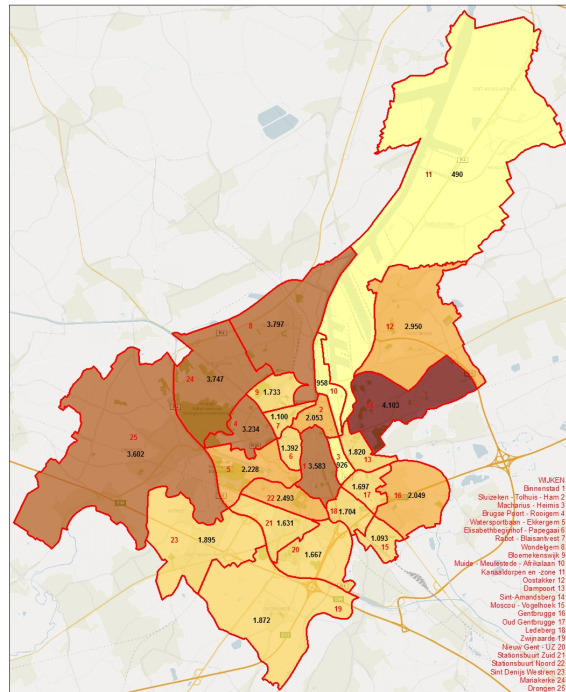 11 490
12 2.950
8 3.797
24 3.747
9 1.733
958
10
4.103
4
3.234
1.100
7
2
2.053
25
3.602
1.392
6
1 3.583
3
926
1.820
13
5
2.228
22 2.493
1.697
17
16 2.049
18 1.704
21 1.631
23 1.895
20
1.667
1.093
15
1.872
19
WIJKEN
Binnenstad 1
Sluizeken - Tolhuis - Ham 2
Macharius - Heirnis 3
Brugse Poort - Rooigem 4
Watersportbaan - Ekkergem 5
Elisabethbegijnhof - Papegaai 6
Rabot - Blaisantvest 7
Wondelgem 8
Bloemekenswijk 9
Muide - Meulestede - Afrikalaan 10
Kanaaldorpen en -zone 11
Oostakker 12
Dampoort 13
Sint-Amandsberg 14
Moscou - Vogelhoek 15
Gentbrugge 16
Oud Gentbrugge 17
Ledeberg 18
Zwijnaarde 19
Nieuw Gent - UZ 20
Stationsbuurt Zuid 21
Stationsbuurt Noord 22
Sint Denijs Westrem 23
Mariakerke 24
Drongen 25